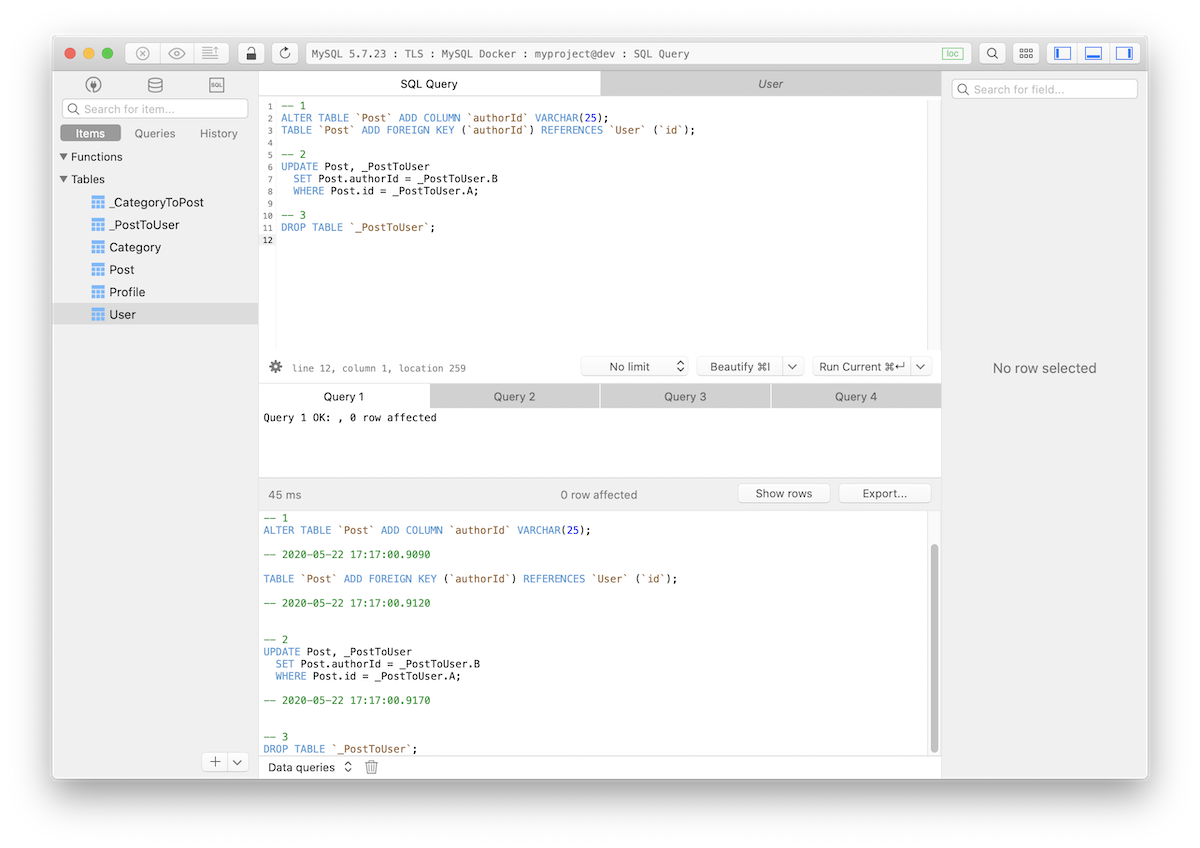 MySQL 5.7.23 : TLS : MySQL Docker : myproject@dev : SQL Query
loc
SQL
Search for item...
Items Queries History
Functions
Tables
_CategoryToPost
_PostToUser
Category
Post
Profile
User
SQL Query User
1 -- 1
2 ALTER TABLE `Post` ADD COLUMN `authorId` VARCHAR(25);
3 TABLE `Post` ADD FOREIGN KEY (`authorId`) REFERENCES `User` (`id`);
4
5 -- 2
6 UPDATE Post, _PostToUser
7 SET Post.authorId = _PostToUser.B
8 WHERE Post.id = _PostToUser.A;
9
10 -- 3
11 DROP TABLE `_PostToUser`;
12
line 12, column 1, location 259
No limit
Beautify ⌘I
Run Current ⌘↩
Query 1 Query 2 Query 3 Query 4
Query 1 OK: , 0 row affected
45 ms 0 row affected Show rows Export...
-- 1
ALTER TABLE `Post` ADD COLUMN `authorId` VARCHAR(25);
-- 2020-05-22 17:17:00.9090
TABLE `Post` ADD FOREIGN KEY (`authorId`) REFERENCES `User` (`id`);
-- 2020-05-22 17:17:00.9120
-- 2
UPDATE Post, _PostToUser
SET Post.authorId = _PostToUser.B
WHERE Post.id = _PostToUser.A;
-- 2020-05-22 17:17:00.9170
-- 3
DROP TABLE `_PostToUser`;
Data queries
Search for field...
No row selected